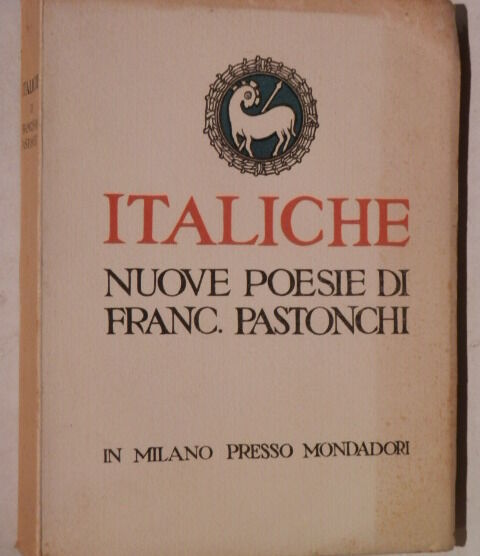 ITALICHE
NUOVE POESIE DI
FRANC. PASTONCHI
IN MILANO PRESSO MONDADORI